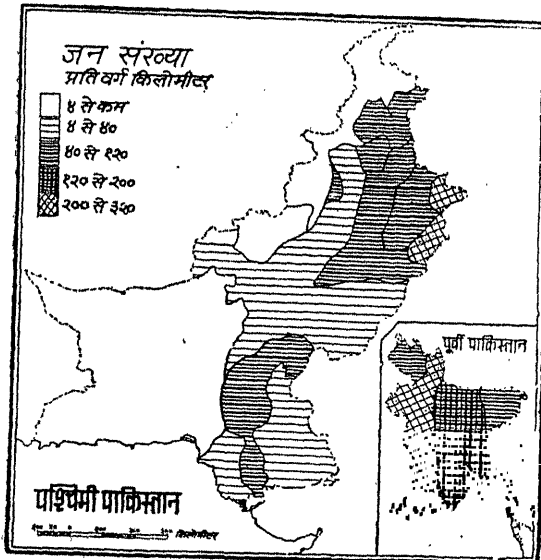 जन संख्या
प्रति वर्ग किलोमीटर
४ से कम
४ से ४०
४० से १२०
१२० से २००
२०० से ३२०
पूर्वी पाकिस्तान
पश्चिमी पाकिस्तान
किलोमीटर